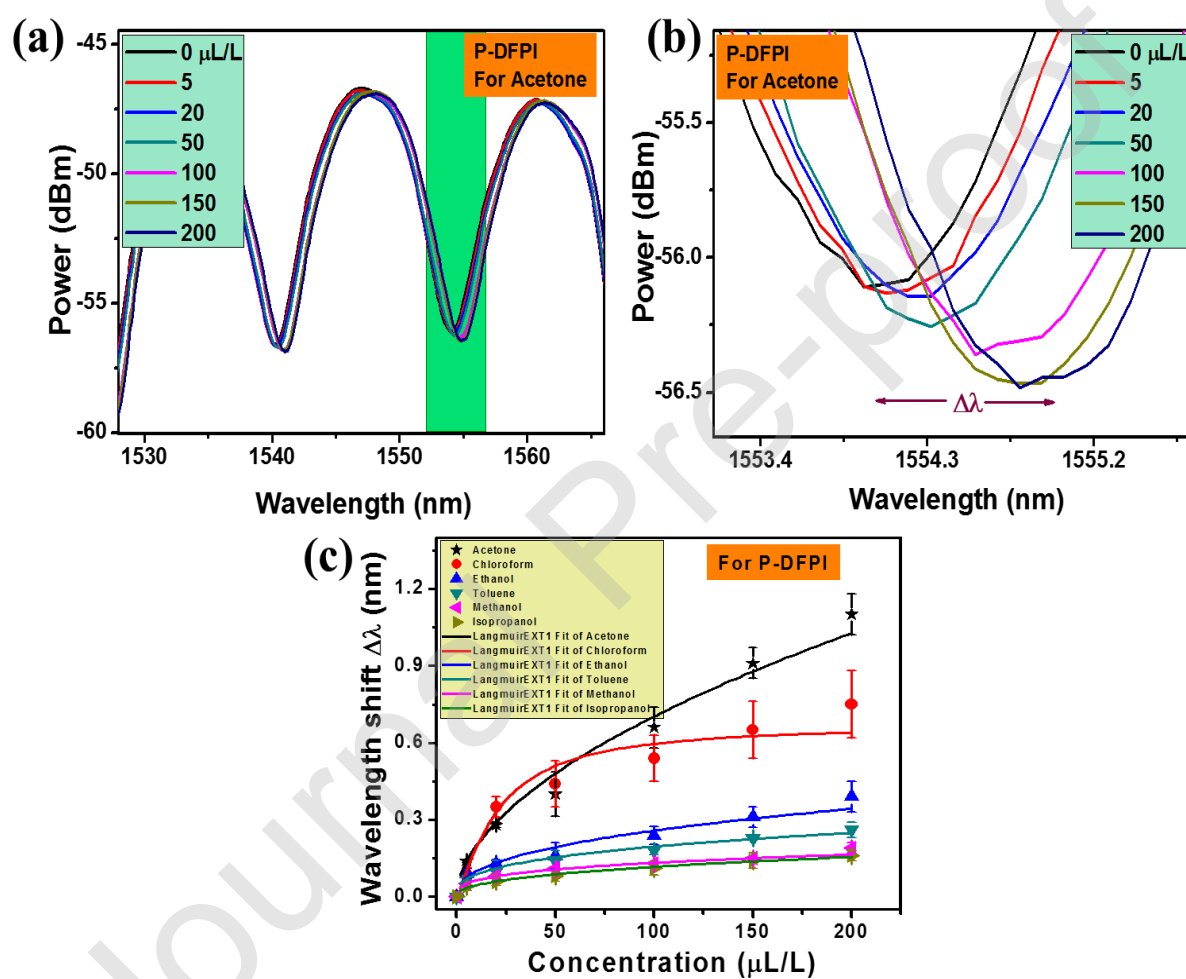 (a)
-45
-50
-55
-60
Power (dBm)
0 μL/L
5
20
50
100
150
200
P-DFPI
For Acetone
1530
1540
1550
1560
Wavelength (nm)
(b)
P-DFPI
For Acetone
0 μL/L
5
20
50
100
150
200
-55.5
-56.0
-56.5
Power (dBm)
Δλ
1553.4
1554.3
1555.2
Wavelength (nm)
(c)
Acetone
Chloroform
Ethanol
Toluene
Methanol
Isopropanol
LangmuirEXT1 Fit of Acetone
LangmuirEXT1 Fit of Chloroform
LangmuirEXT1 Fit of Ethanol
LangmuirEXT1 Fit of Toluene
LangmuirEXT1 Fit of Methanol
LangmuirEXT1 Fit of Isopropanol
For P-DFPI
1.2
0.9
0.6
0.3
0.0
Wavelength shift Δλ (nm)
0
50
100
150
200
Concentration (μL/L)
Journal Pre-proof